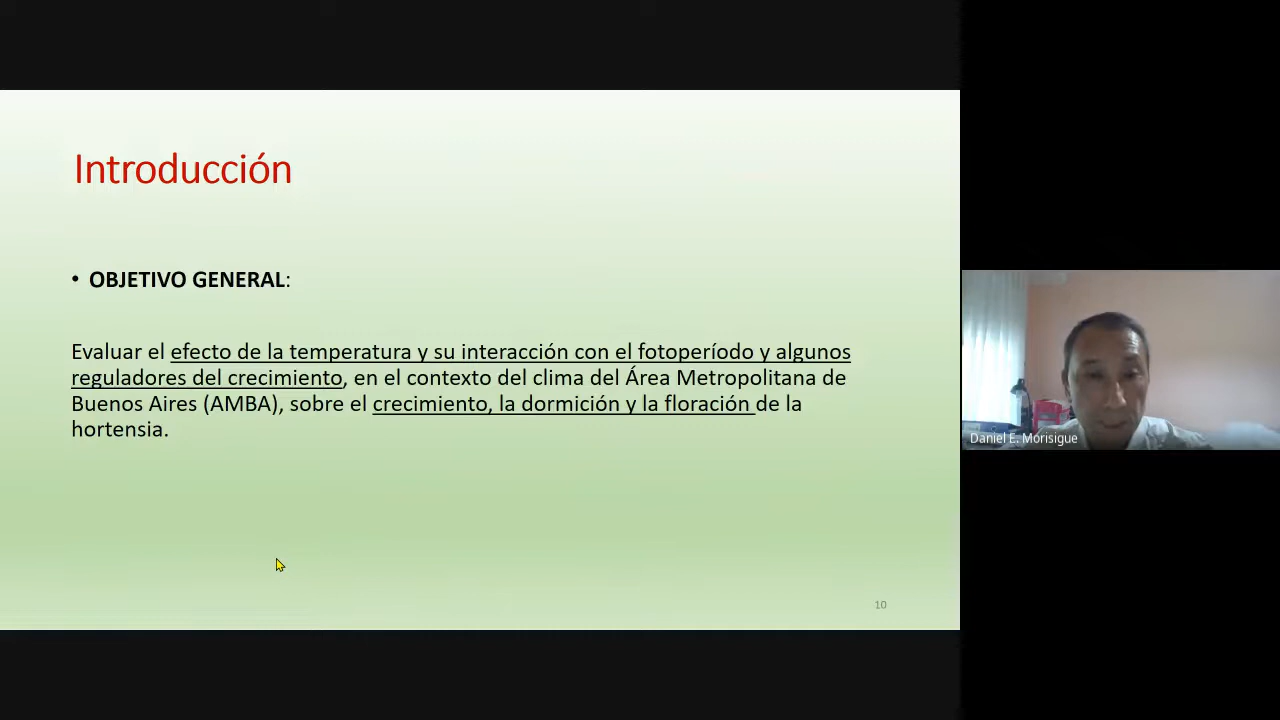 Introducción
• OBJETIVO GENERAL:
Evaluar el efecto de la temperatura y su interacción con el fotoperíodo y algunos
reguladores del crecimiento, en el contexto del clima del Área Metropolitana de
Buenos Aires (AMBA), sobre el crecimiento, la dormición y la floración de la
hortensia.
10
Daniel E. Morisigue